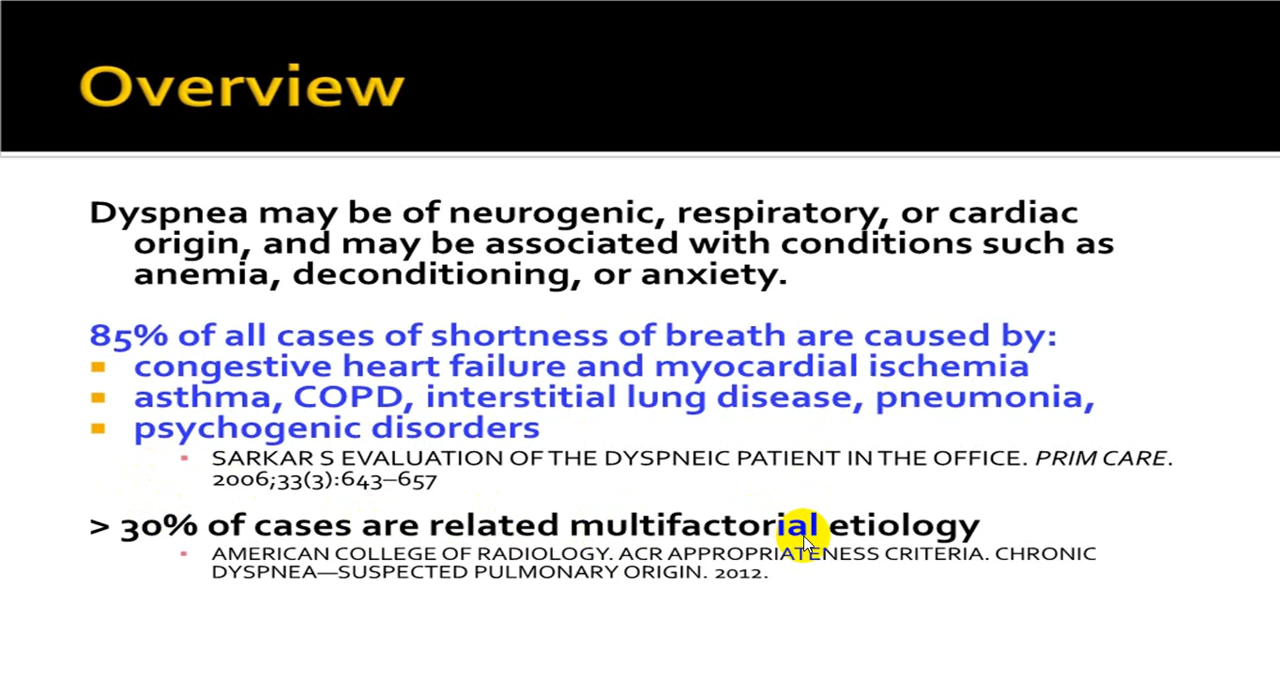 Overview
Dyspnea may be of neurogenic, respiratory, or cardiac
origin, and may be associated with conditions such as
anemia, deconditioning, or anxiety.
85% of all cases of shortness of breath are caused by:
congestive heart failure and myocardial ischemia
asthma, COPD, interstitial lung disease, pneumonia,
psychogenic disorders
SARKAR S EVALUATION OF THE DYSPNEIC PATIENT IN THE OFFICE. PRIM CARE.
2006;33(3):643–657
> 30% of cases are related multifactorial etiology
AMERICAN COLLEGE OF RADIOLOGY. ACR APPROPRIATENESS CRITERIA. CHRONIC
DYSPNEA—SUSPECTED PULMONARY ORIGIN. 2012.